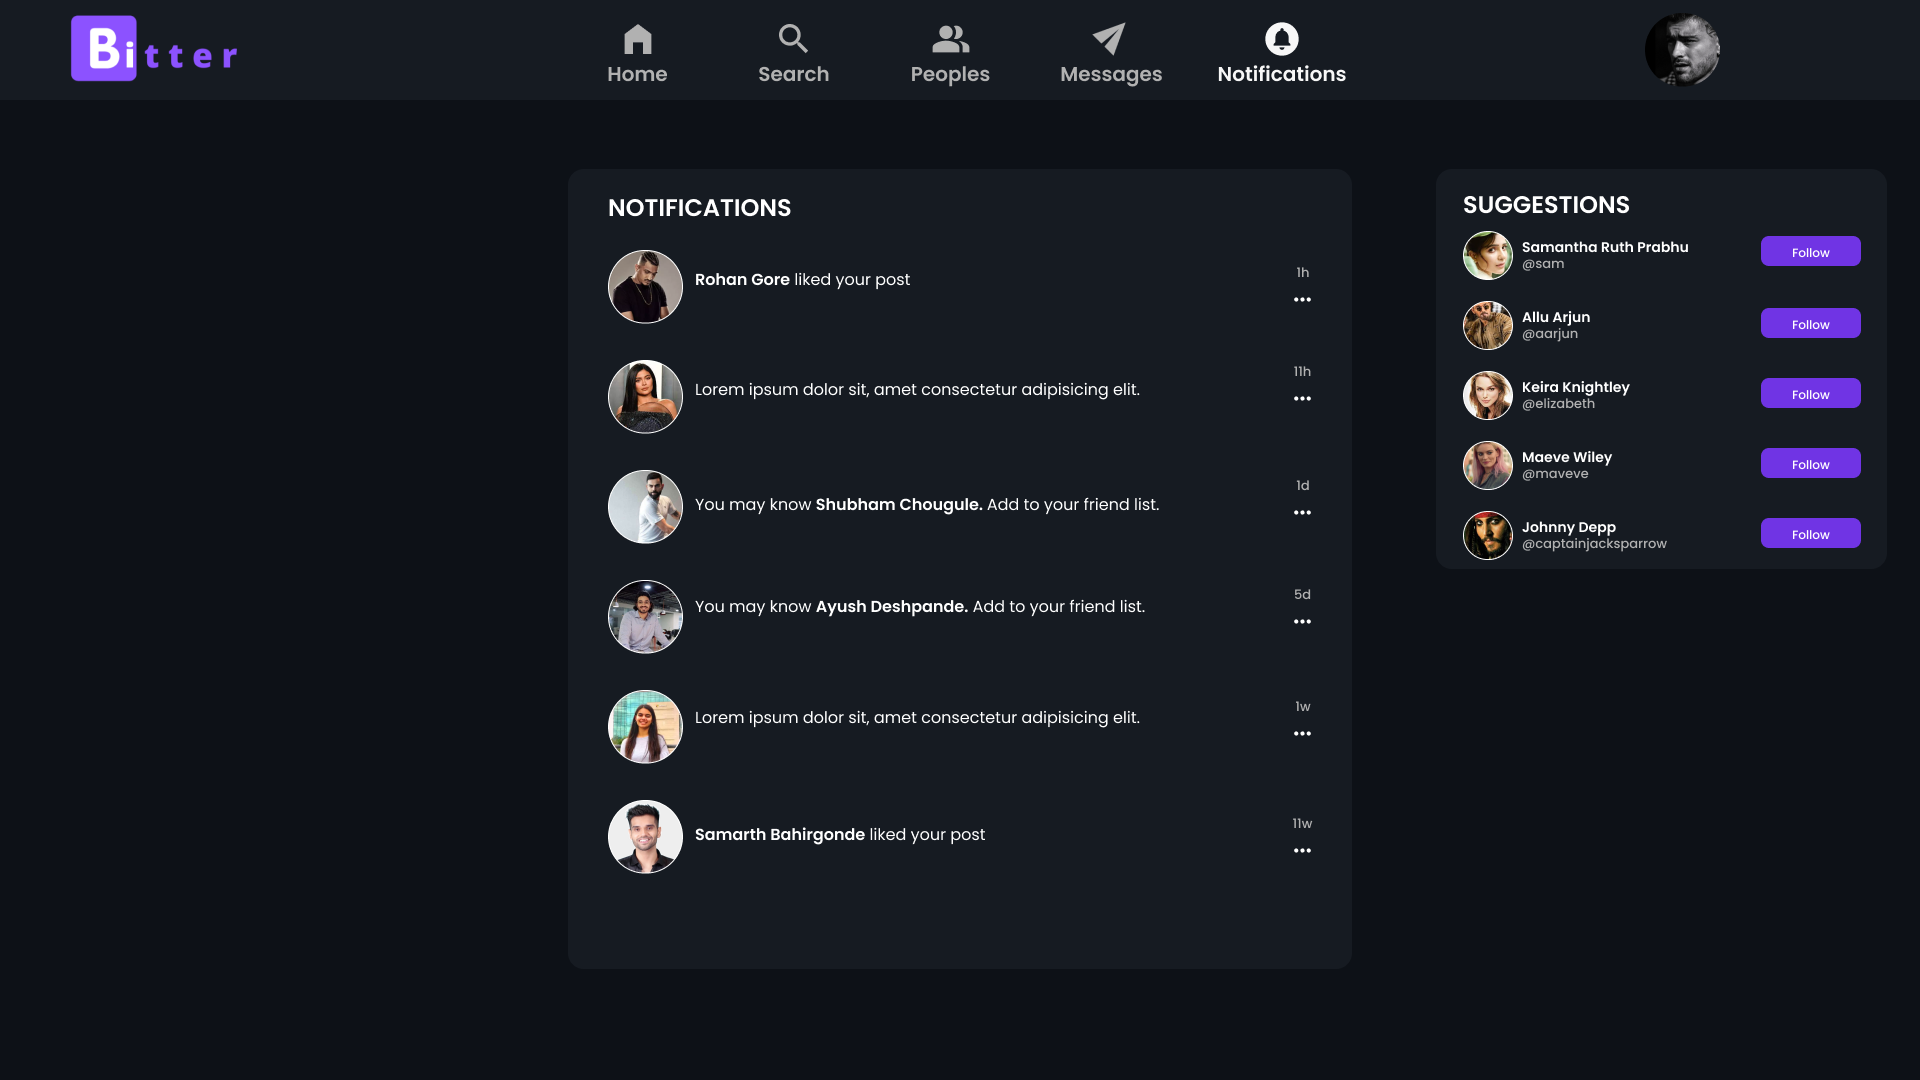 Bitter
Home
Search
Peoples
Messages
Notifications
NOTIFICATIONS
Rohan Gore liked your post
1h
Lorem ipsum dolor sit, amet consectetur adipisicing elit.
11h
You may know Shubham Chougule. Add to your friend list.
1d
You may know Ayush Deshpande. Add to your friend list.
5d
Lorem ipsum dolor sit, amet consectetur adipisicing elit.
1w
Samarth Bahirgonde liked your post
11w
SUGGESTIONS
Samantha Ruth Prabhu
@sam
Follow
Allu Arjun
@aarjun
Follow
Keira Knightley
@elizabeth
Follow
Maeve Wiley
@maveve
Follow
Johnny Depp
@captainjacksparrow
Follow